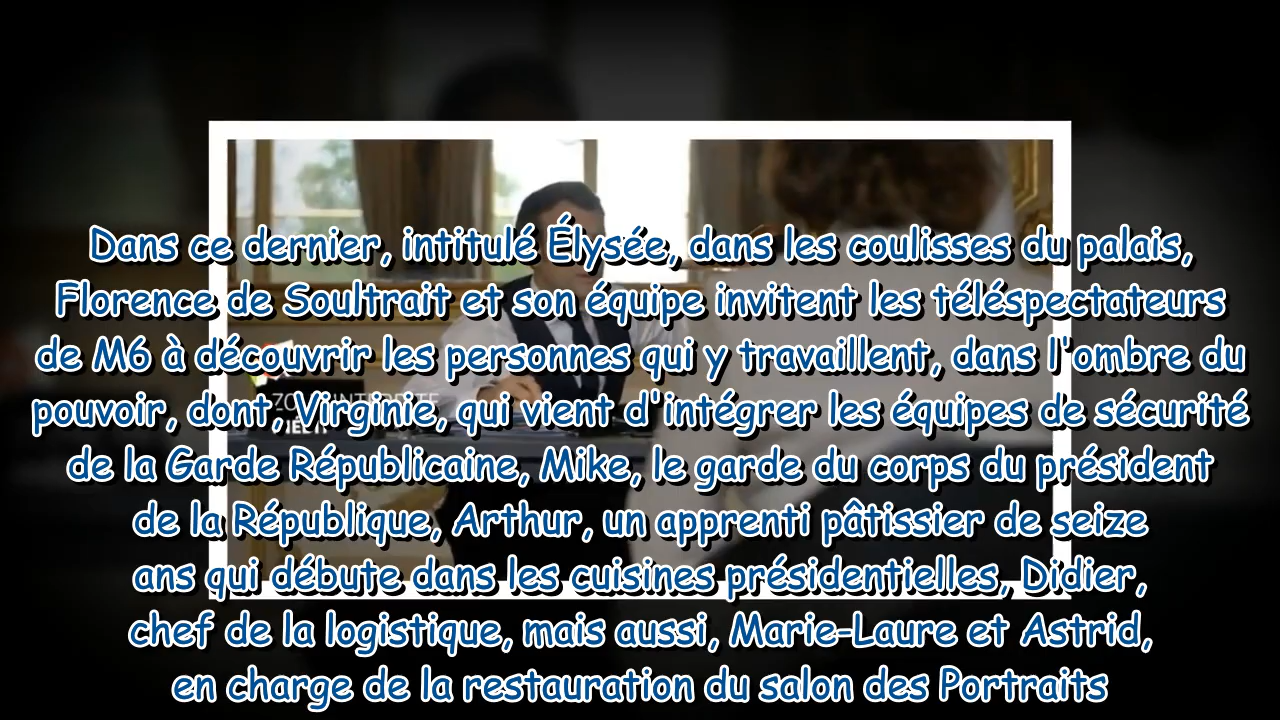 Dans ce dernier, intitulé Élysée, dans les coulisses du palais,
Florence de Soultrait et son équipe invitent les téléspectateurs
de M6 à découvrir les personnes qui y travaillent, dans l'ombre du
pouvoir, dont, Virginie, qui vient d'intégrer les équipes de sécurité
de la Garde Républicaine, Mike, le garde du corps du président
de la République, Arthur, un apprenti pâtissier de seize
ans qui débute dans les cuisines présidentielles, Didier,
chef de la logistique, mais aussi, Marie-Laure et Astrid,
en charge de la restauration du salon des Portraits